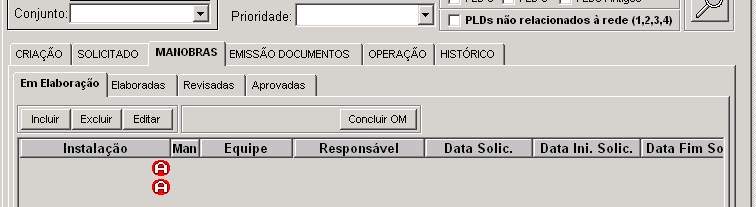 PLDs Antigos
Conjunto:
Prioridade:
PLDs não relacionados à rede (1,2,3,4)
CRIAÇÃO SOLICITADO MANOBRAS EMISSÃO DOCUMENTOS OPERAÇÃO HISTÓRICO
Em Elaboração Elaboradas Revisadas Aprovadas
Incluir Excluir Editar Concluir OM
Instalação Man Equipe Responsável Data Solic. Data Ini. Solic. Data Fim So
A
A